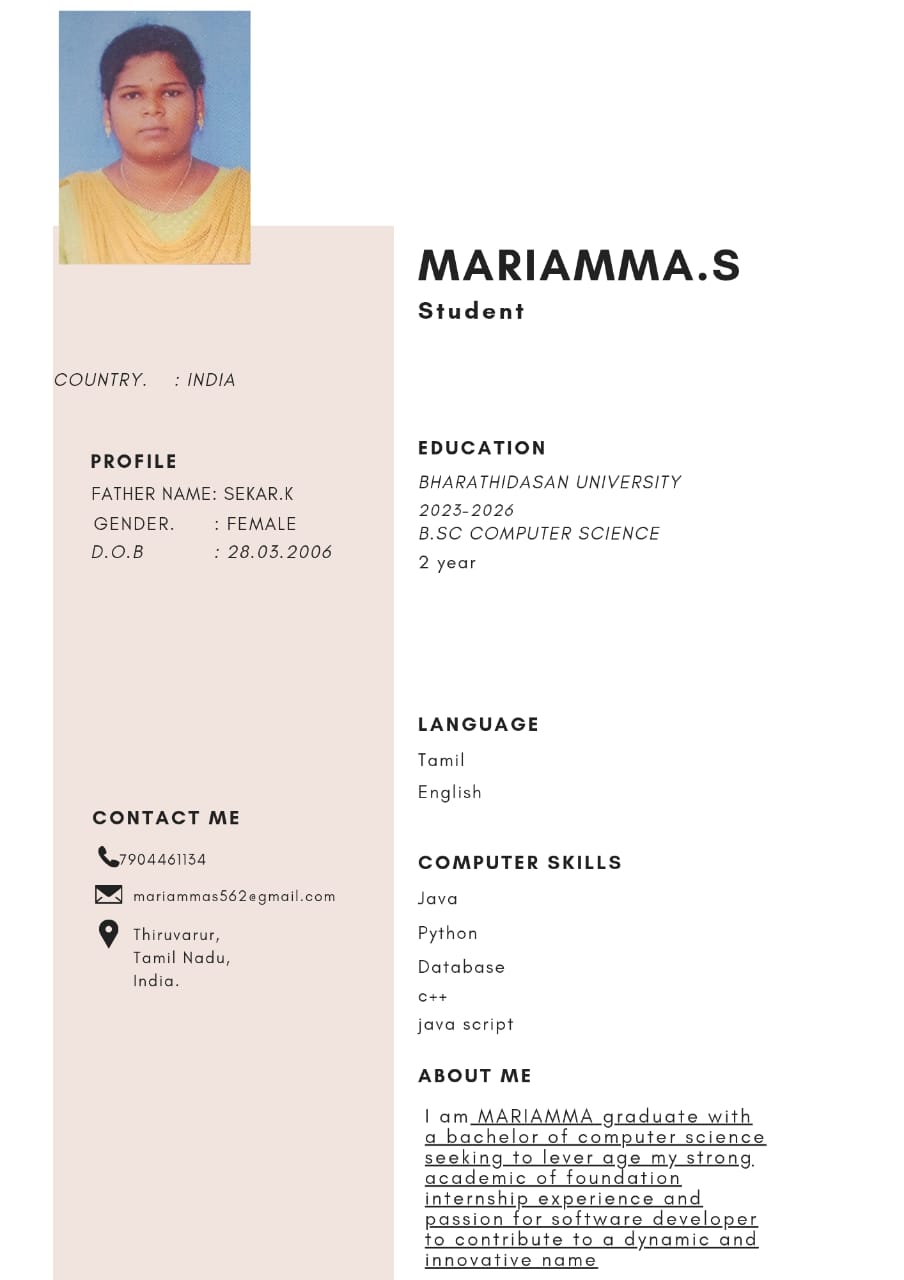 MARIAMMA.S
Student
COUNTRY. : INDIA
PROFILE
FATHER NAME: SEKAR.K
GENDER. : FEMALE
D.O.B : 28.03.2006
CONTACT ME
7904461134
mariammas562@gmail.com
Thiruvarur,
Tamil Nadu,
India.
EDUCATION
BHARATHIDASAN UNIVERSITY
2023-2026
B.SC COMPUTER SCIENCE
2 year
LANGUAGE
Tamil
English
COMPUTER SKILLS
Java
Python
Database
c++
java script
ABOUT ME
I am MARIAMMA graduate with
a bachelor of computer science
seeking to lever age my strong
academic of foundation
internship experience and
passion for software developer
to contribute to a dynamic and
innovative name